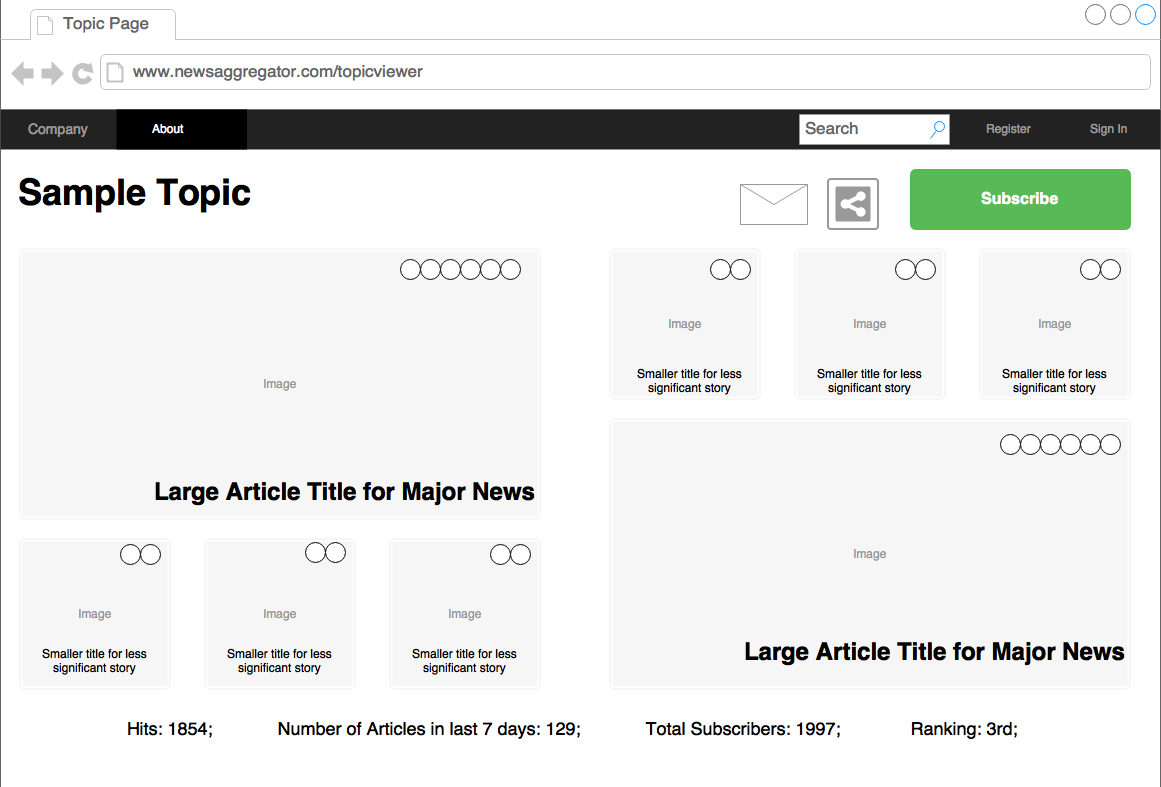 Topic Page
www.newsaggregator.com/topicviewer
Company
About
Search
Register
Sign In
Sample Topic
Subscribe
Image
Large Article Title for Major News
Image
Smaller title for less
significant story
Image
Smaller title for less
significant story
Image
Smaller title for less
significant story
Image
Smaller title for less
significant story
Image
Smaller title for less
significant story
Image
Smaller title for less
significant story
Image
Large Article Title for Major News
Hits: 1854;
Number of Articles in last 7 days: 129;
Total Subscribers: 1997;
Ranking: 3rd;